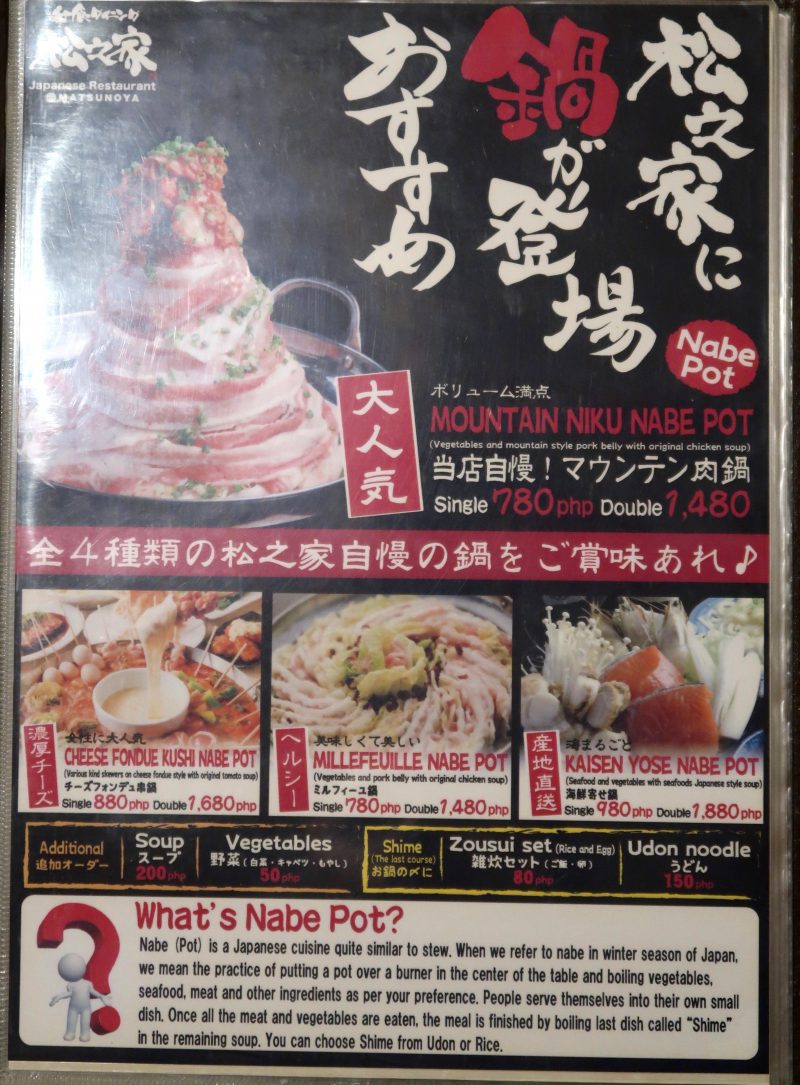 松之家
Japanese Restaurant
MATSUNOYA
松之家に
鍋が登場
おすすめ
Nabe
Pot
大人気
ボリューム満点
MOUNTAIN NIKU NABE POT
(Vegetables and mountain style pork belly with original chicken soup)
当店自慢！マウンテン肉鍋
Single 780php Double 1,480
全4種類の松之家自慢の鍋をご賞味あれ♪
濃厚チーズ
女性に大人気
CHEESE FONDUE KUSHI NABE POT
(Various kind skewers on cheese fondue style with original tomato soup)
チーズフォンデュ串鍋
Single 880php Double 1,680php
ヘルシー
美味しくて美しい
MILLEFEUILLE NABE POT
(Vegetables and pork belly with original chicken soup)
ミルフィーユ鍋
Single 780php Double 1,480php
産地直送
海まるごと
KAISEN YOSE NABE POT
(Seafood and vegetables with seafoods Japanese style soup)
海鮮寄せ鍋
Single 980php Double 1,880php
Additional
追加オーダー
Soup
スープ
200php
Vegetables
野菜(白菜・キャベツ・もやし)
50php
Shime
(The last course)
お鍋の〆に
Zousui set (Rice and Egg)
雑炊セット(ご飯・卵)
80php
Udon noodle
うどん
150php
What's Nabe Pot?
Nabe (Pot) is a Japanese cuisine quite similar to stew. When we refer to nabe in winter season of Japan,
we mean the practice of putting a pot over a burner in the center of the table and boiling vegetables,
seafood, meat and other ingredients as per your preference. People serve themselves into their own small
dish. Once all the meat and vegetables are eaten, the meal is finished by boiling last dish called “Shime”
in the remaining soup. You can choose Shime from Udon or Rice.